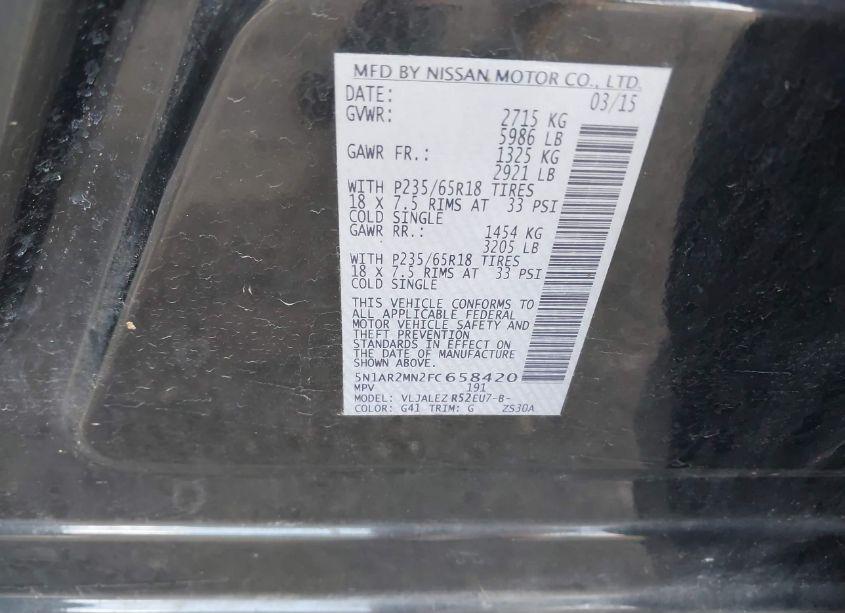 MFD BY NISSAN MOTOR CO., LTD.
DATE: 03/15
GVWR: 2715 KG
5986 LB
GAWR FR.: 1325 KG
2921 LB
WITH P235/65R18 TIRES
18 X 7.5 RIMS AT 33 PSI
COLD SINGLE
GAWR RR.: 1454 KG
3205 LB
WITH P235/65R18 TIRES
18 X 7.5 RIMS AT 33 PSI
COLD SINGLE
THIS VEHICLE CONFORMS TO
ALL APPLICABLE FEDERAL
MOTOR VEHICLE SAFETY AND
THEFT PREVENTION
STANDARDS IN EFFECT ON
THE DATE OF MANUFACTURE
SHOWN ABOVE.
5N1AR2MN2FC658420
MPV 191
MODEL: VLJALEZ R52EU7-B-
COLOR: G41 TRIM: G ZS30A